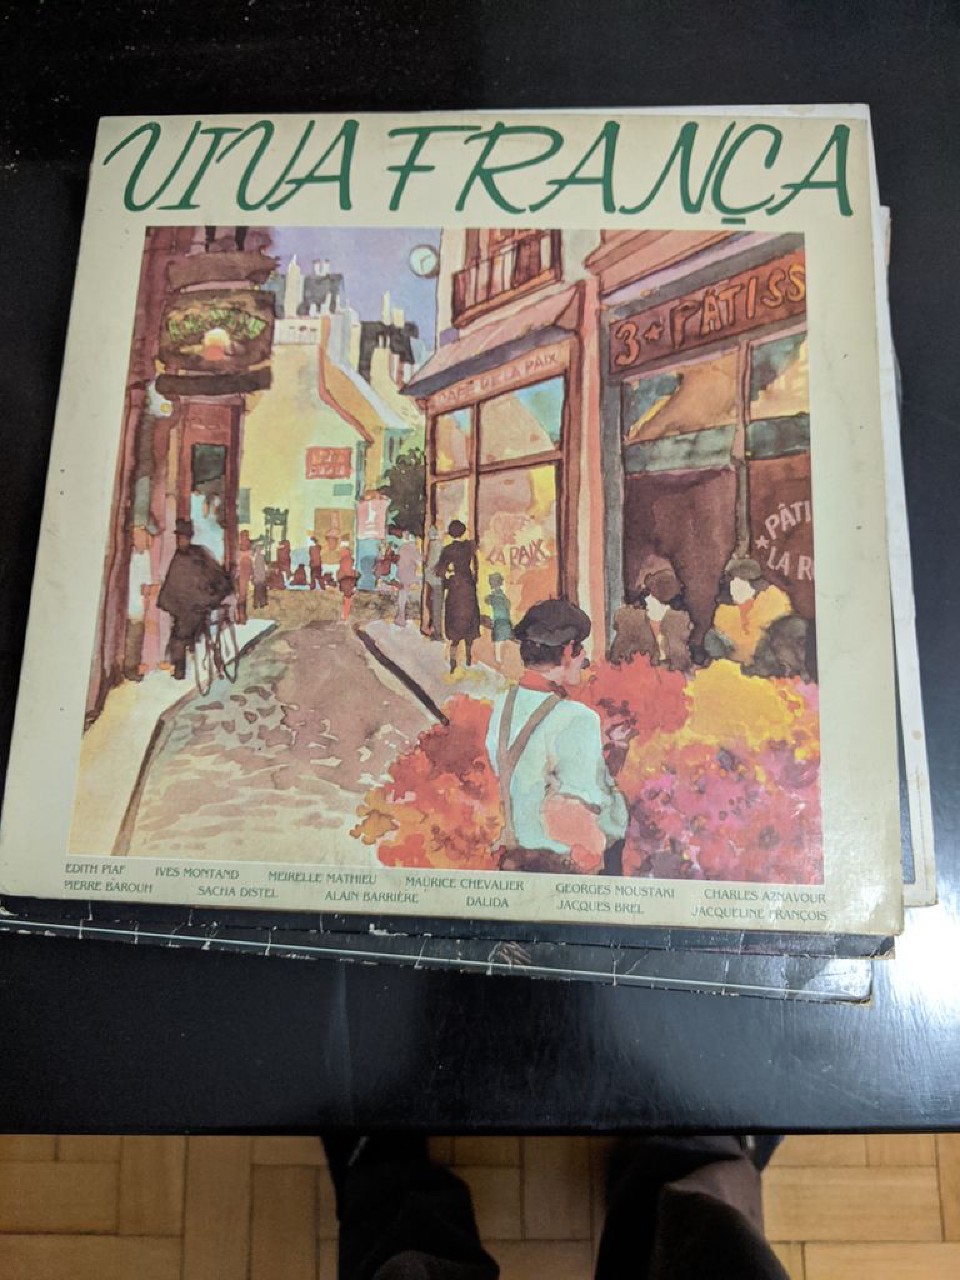 VIVA FRANÇA
3★ PÂTISS
CAFÉ DE LA PAIX
LA PAIX
PÂTI
LA R
EDITH PIAF IVES MONTAND MEIRELLE MATHIEU MAURICE CHEVALIER GEORGES MOUSTAKI CHARLES AZNAVOUR
PIERRE BAROUH SACHA DISTEL ALAIN BARRIÈRE DALIDA JACQUES BREL JACQUELINE FRANÇOIS